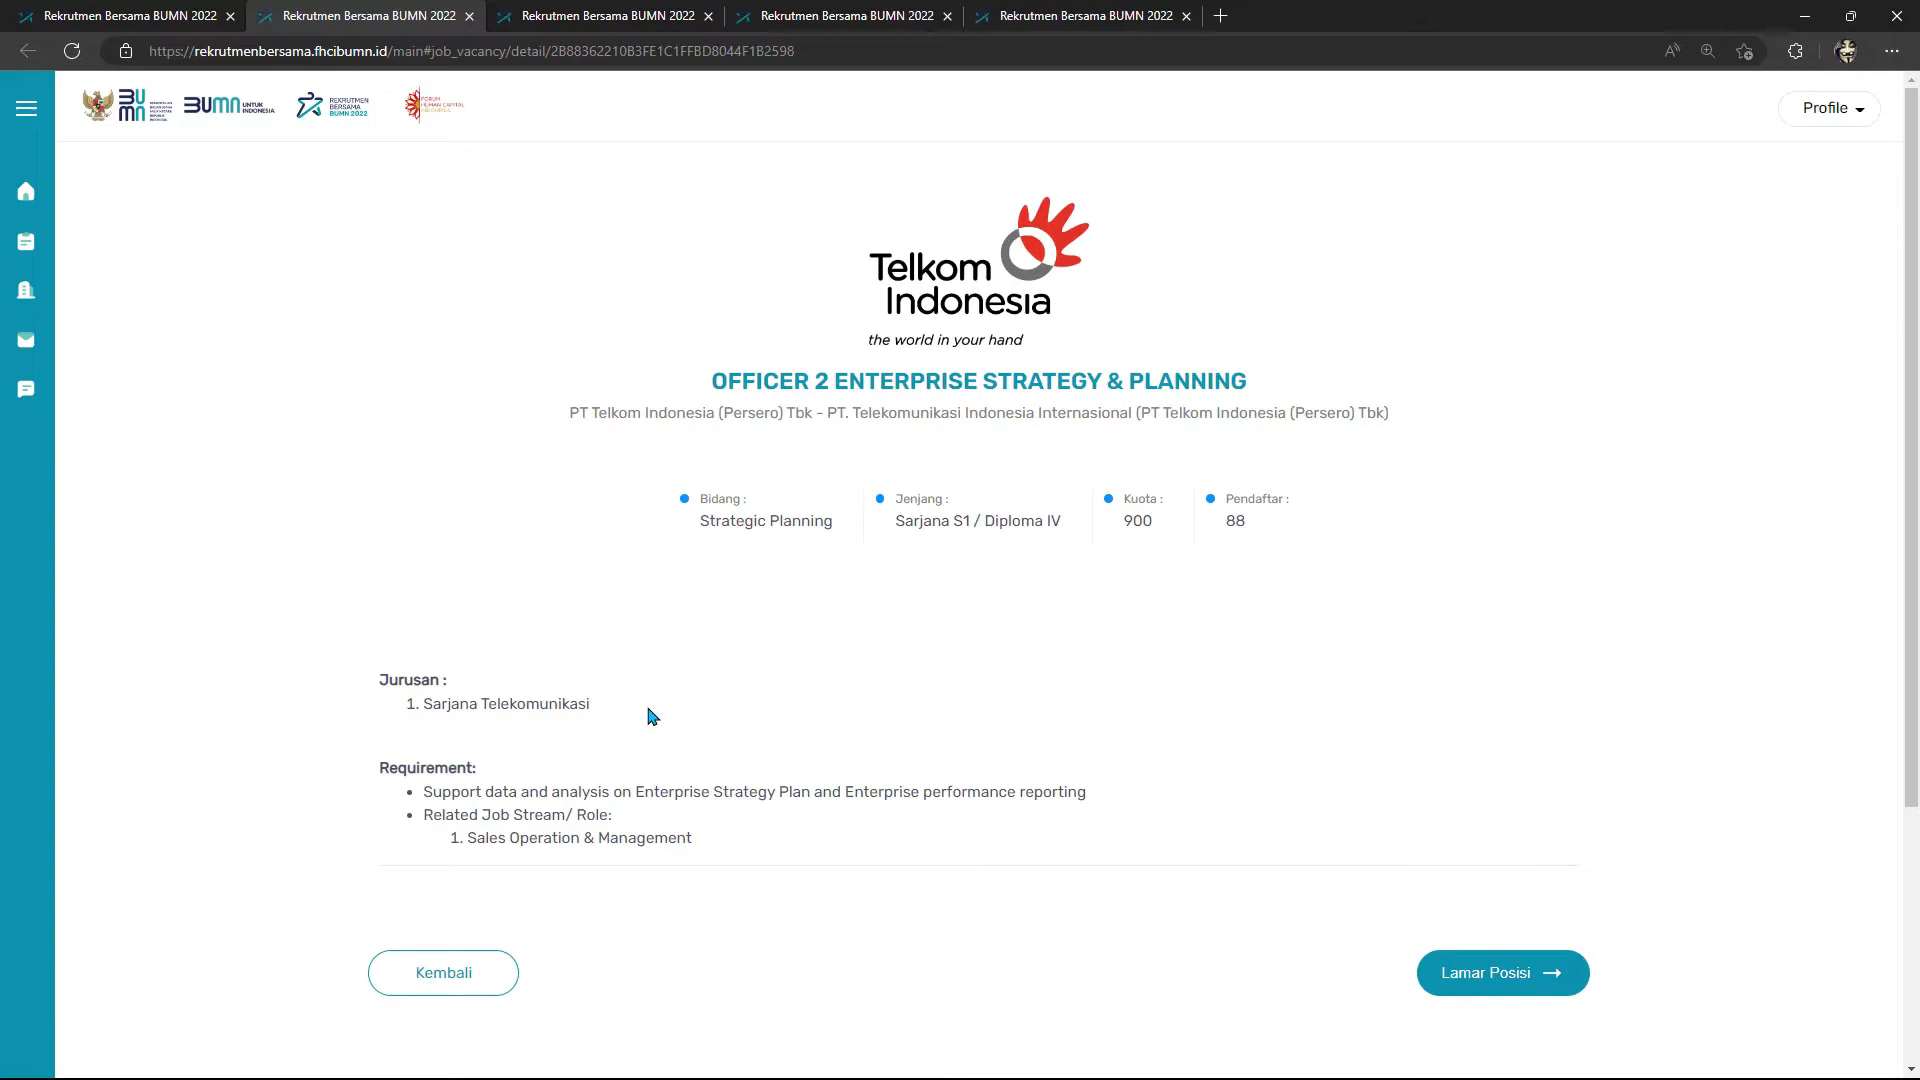 Rekrutmen Bersama BUMN 2022
Rekrutmen Bersama BUMN 2022
Rekrutmen Bersama BUMN 2022
Rekrutmen Bersama BUMN 2022
Rekrutmen Bersama BUMN 2022
https://rekrutmenbersama.fhcibumn.id/main#job_vacancy/detail/2B88362210B3FE1C1FFBD8044F1B2598
BUMN
BUMN UNTUK INDONESIA
REKRUTMEN BERSAMA BUMN 2022
FORUM HUMAN CAPITAL INDONESIA
Profile
Telkom
Indonesia
the world in your hand
OFFICER 2 ENTERPRISE STRATEGY & PLANNING
PT Telkom Indonesia (Persero) Tbk - PT. Telekomunikasi Indonesia Internasional (PT Telkom Indonesia (Persero) Tbk)
Bidang :
Strategic Planning
Jenjang :
Sarjana S1 / Diploma IV
Kuota :
900
Pendaftar :
88
Jurusan :
1. Sarjana Telekomunikasi
Requirement:
• Support data and analysis on Enterprise Strategy Plan and Enterprise performance reporting
• Related Job Stream/ Role:
1. Sales Operation & Management
Kembali
Lamar Posisi →